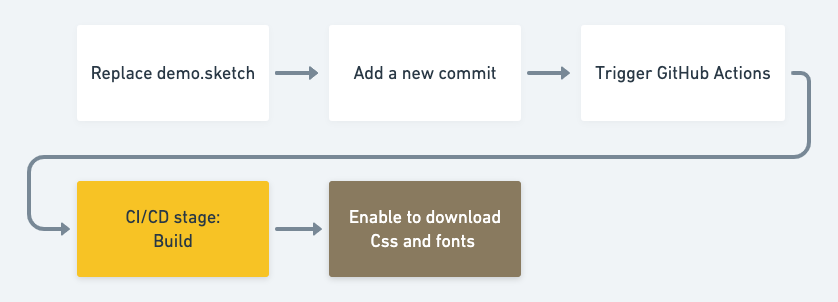 Replace demo.sketch
Add a new commit
Trigger GitHub Actions
CI/CD stage:
Build
Enable to download
Css and fonts